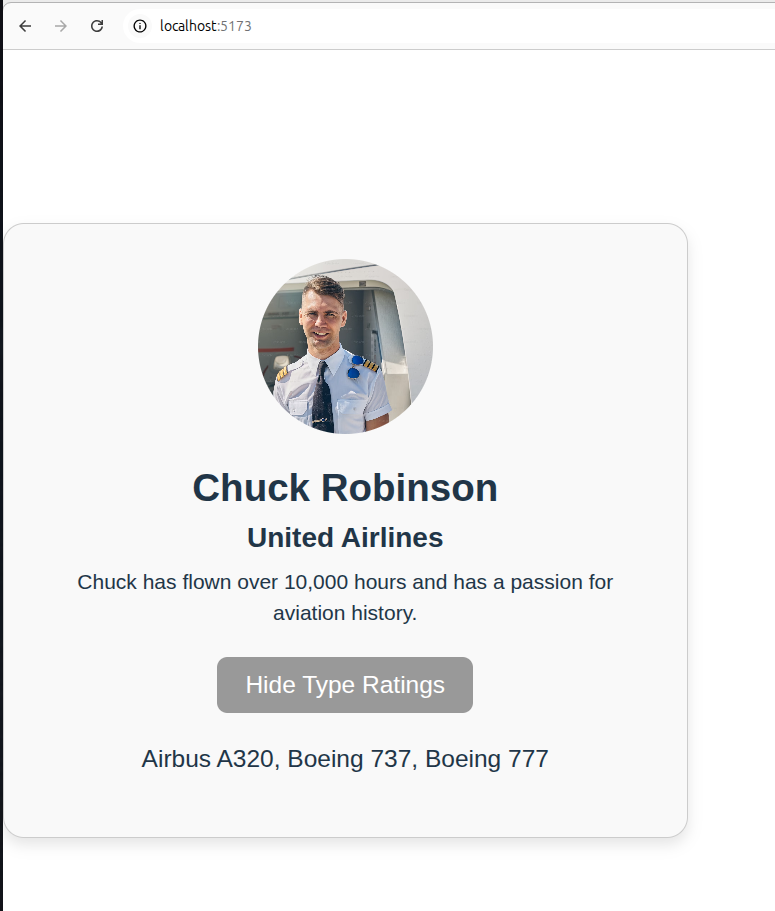 localhost:5173
Chuck Robinson
United Airlines
Chuck has flown over 10,000 hours and has a passion for
aviation history.
Hide Type Ratings
Airbus A320, Boeing 737, Boeing 777